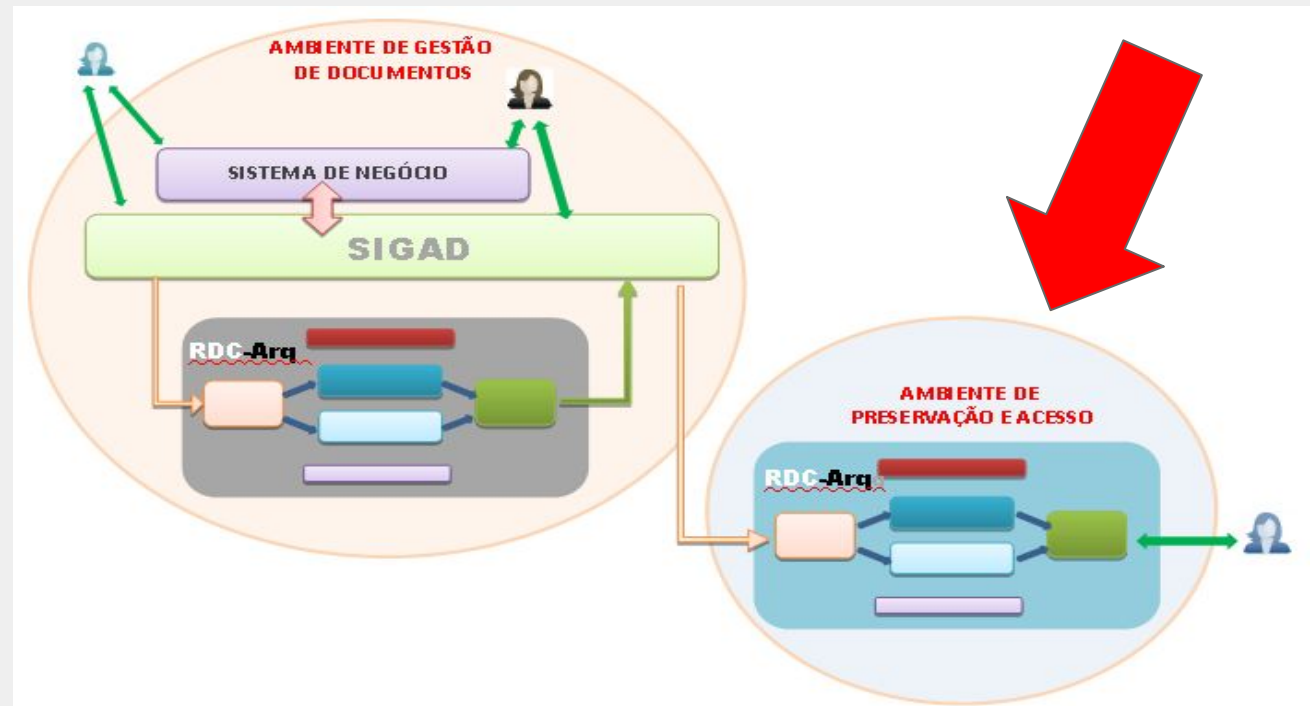 AMBIENTE DE GESTÃO
DE DOCUMENTOS
SISTEMA DE NEGÓCIO
SIGAD
RDC-Arq
AMBIENTE DE
PRESERVAÇÃO E ACESSO
RDC-Arq